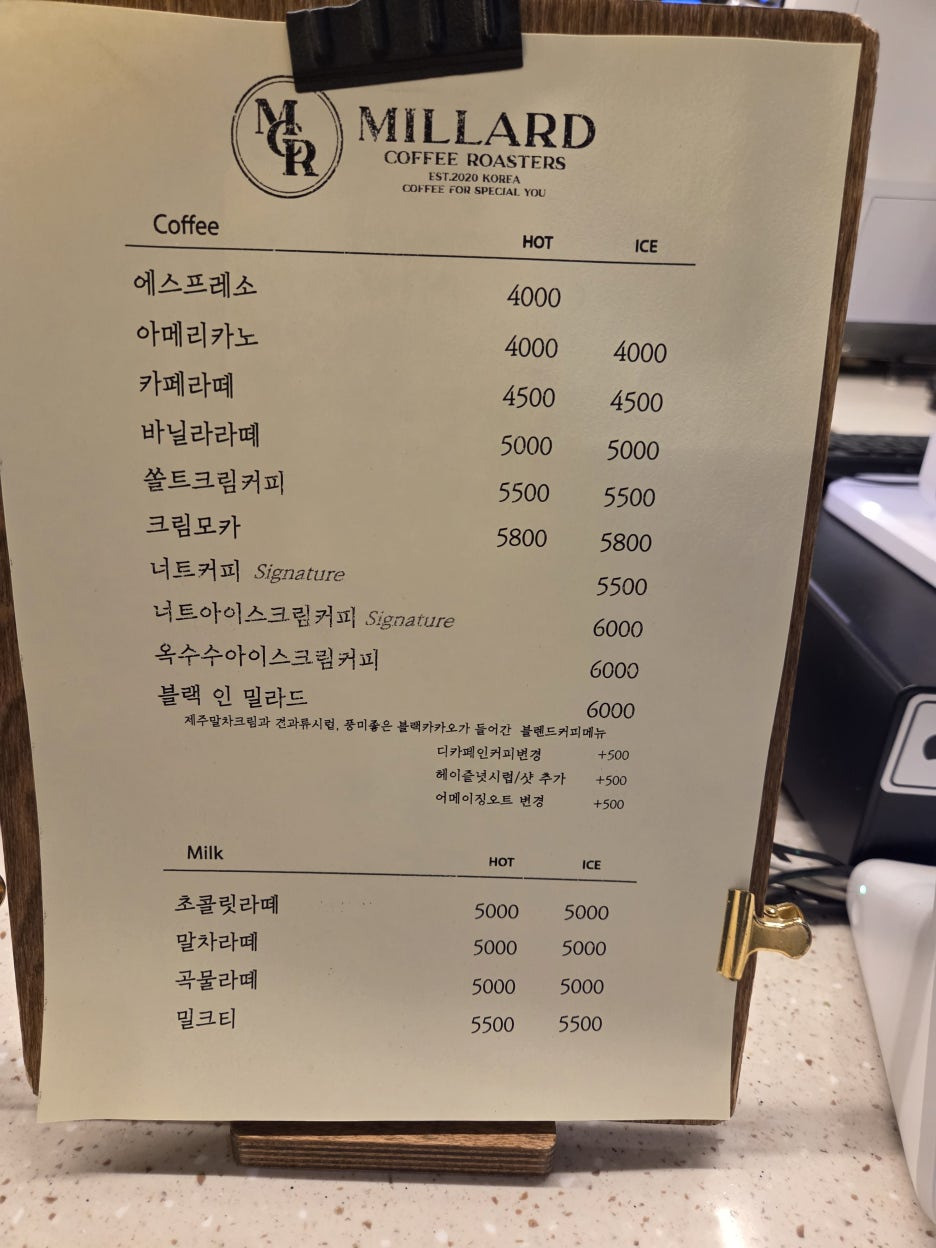 MCR
MILLARD
COFFEE ROASTERS
EST.2020 KOREA
COFFEE FOR SPECIAL YOU
Coffee HOT ICE
에스프레소 4000
아메리카노 4000 4000
카페라떼 4500 4500
바닐라라떼 5000 5000
쏠트크림커피 5500 5500
크림모카 5800 5800
너트커피 Signature 5500
너트아이스크림커피 Signature 6000
옥수수아이스크림커피 6000
블랙 인 밀라드 6000
제주말차크림과 견과류시럽, 풍미좋은 블랙카카오가 들어간 블렌드커피메뉴
디카페인커피변경 +500
헤이즐넛시럽/샷 추가 +500
어메이징오트 변경 +500
Milk HOT ICE
초콜릿라떼 5000 5000
말차라떼 5000 5000
곡물라떼 5000 5000
밀크티 5500 5500